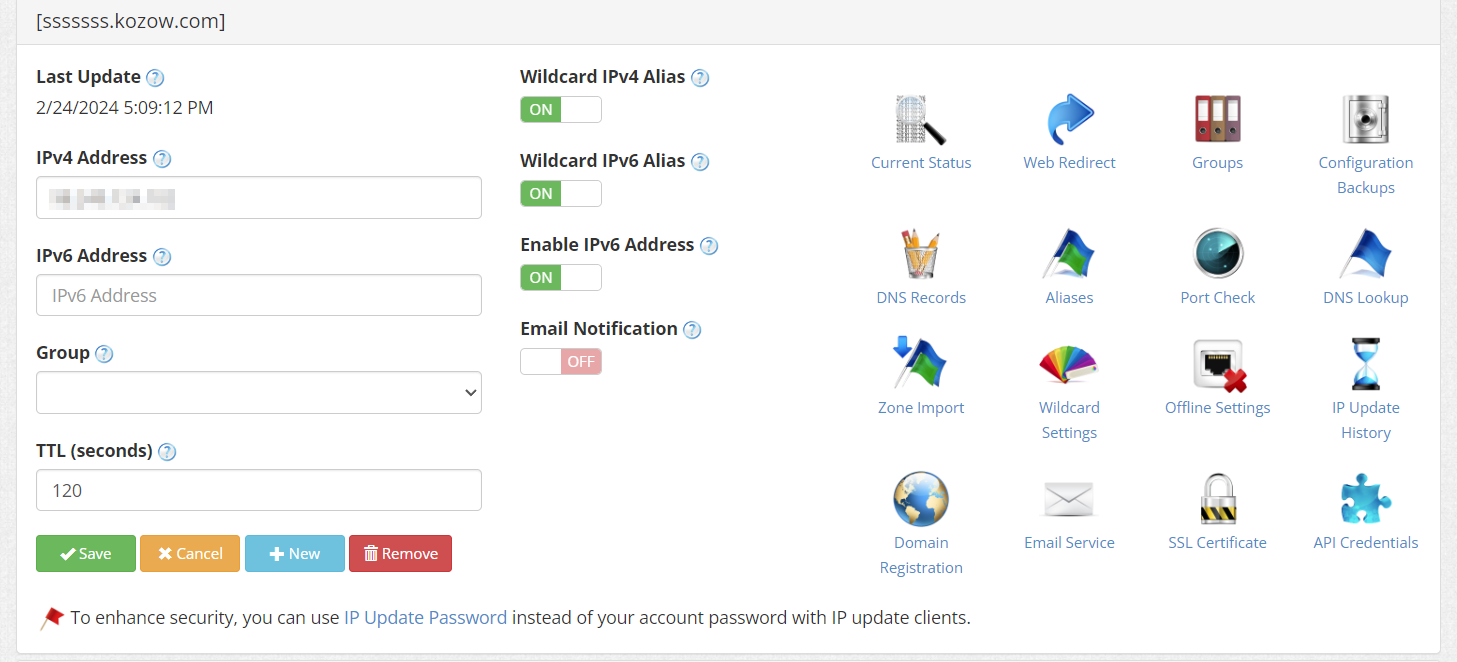 [sssssss.kozow.com]
Last Update
2/24/2024 5:09:12 PM
IPv4 Address
IPv6 Address
IPv6 Address
Group
TTL (seconds)
120
Save
Cancel
New
Remove
Wildcard IPv4 Alias
ON
Wildcard IPv6 Alias
ON
Enable IPv6 Address
ON
Email Notification
OFF
Current Status
Web Redirect
Groups
Configuration
Backups
DNS Records
Aliases
Port Check
DNS Lookup
Zone Import
Wildcard
Settings
Offline Settings
IP Update
History
Domain
Registration
Email Service
SSL Certificate
API Credentials
To enhance security, you can use IP Update Password instead of your account password with IP update clients.